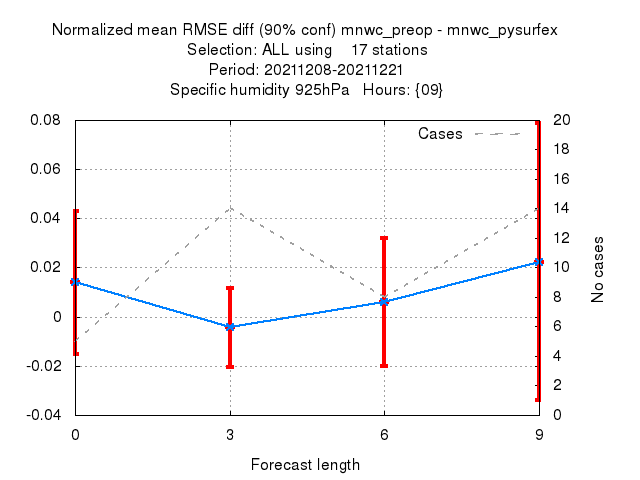 Normalized mean RMSE diff (90% conf) mnwc_preop - mnwc_pysurfex
Selection: ALL using    17 stations
Period: 20211208-20211221
Specific humidity 925hPa   Hours: {09}
Cases
0.08
0.06
0.04
0.02
0
-0.02
-0.04
20
18
16
14
12
10
8
6
4
2
0
No cases
0 3 6 9
Forecast length